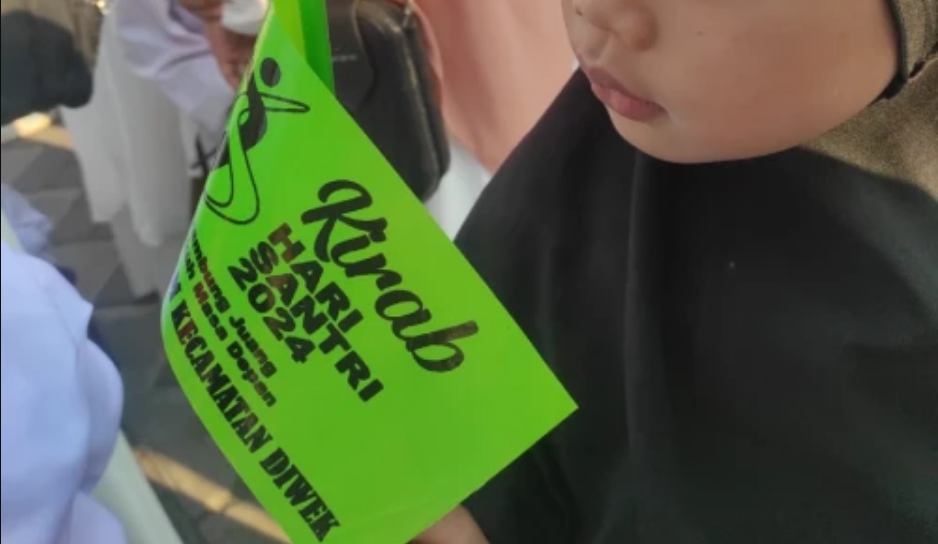 Kirab
HARI
SANTRI
2024
Juang
Masa Depan
KECAMATAN DIWEK